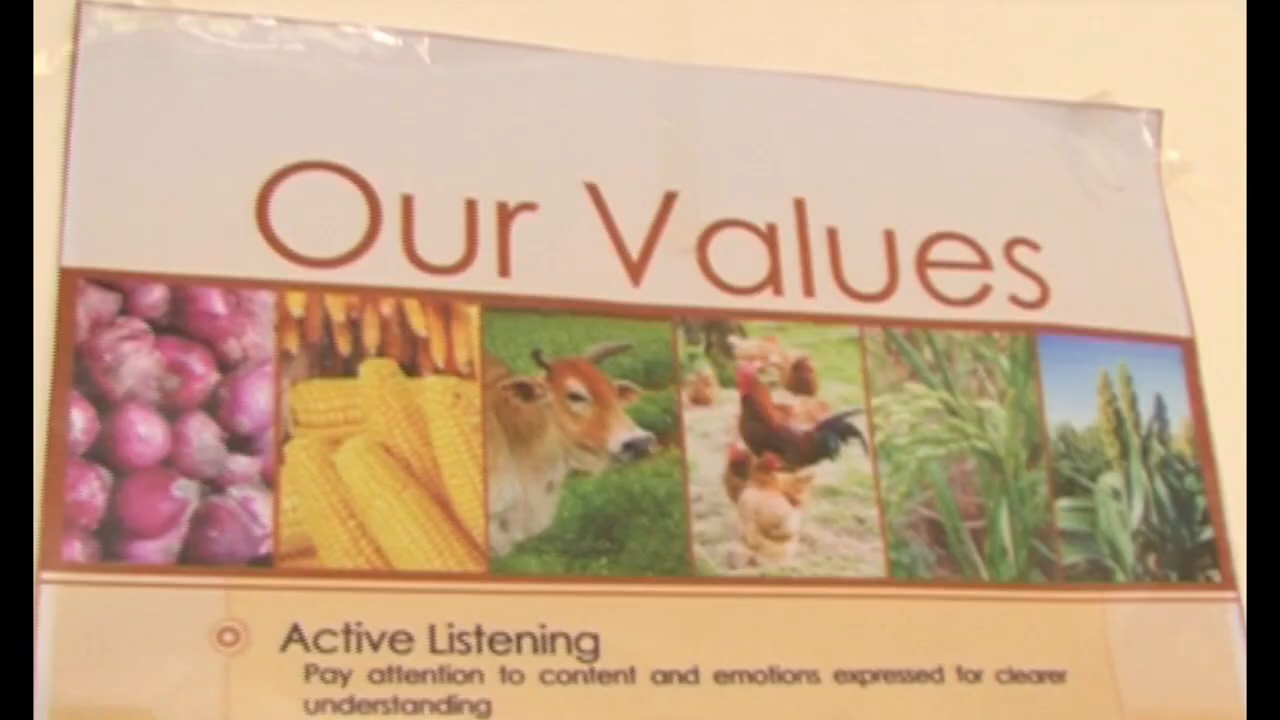 Our Values
Active Listening
Pay attention to content and emotions expressed for clearer
understanding